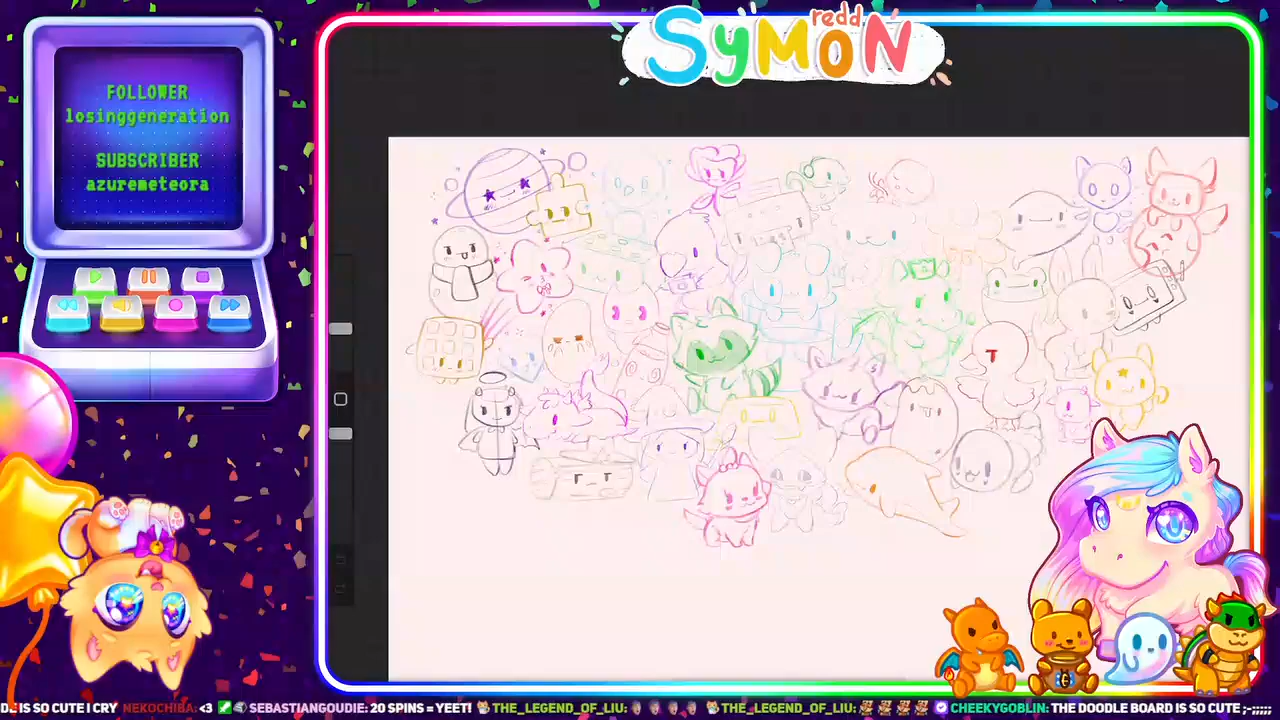 redd
SyMON
FOLLOWER
losinggeneration
SUBSCRIBER
azuremeteora
DE IS SO CUTE I CRY NEKOCHIBA: <3 SEBASTIANGOUDIE: 20 SPINS = YEET! THE_LEGEND_OF_LIU: THE_LEGEND_OF_LIU: CHEEKYGOBLIN: THE DOODLE BOARD IS SO CUTE ;-;;;;;